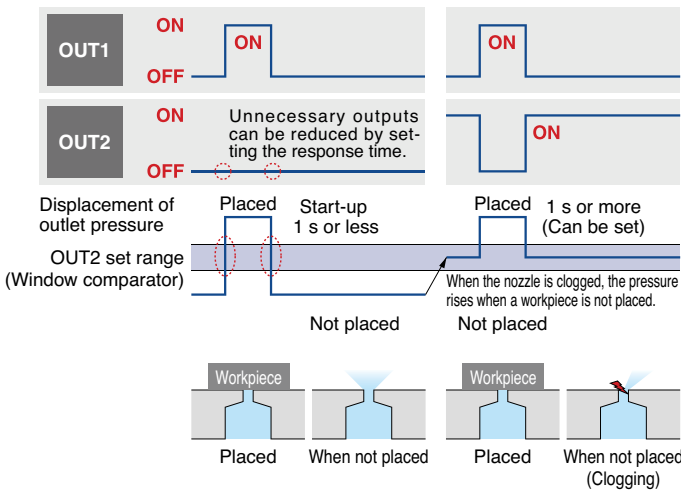 OUT1
ON
OFF
ON
ON
OUT2
ON
OFF
Unnecessary outputs
can be reduced by set-
ting the response time.
ON
Displacement of
outlet pressure
Placed
Start-up
1 s or less
Placed
1 s or more
(Can be set)
OUT2 set range
(Window comparator)
When the nozzle is clogged, the pressure
rises when a workpiece is not placed.
Not placed
Not placed
Workpiece
Workpiece
Placed
When not placed
Placed
When not placed
(Clogging)